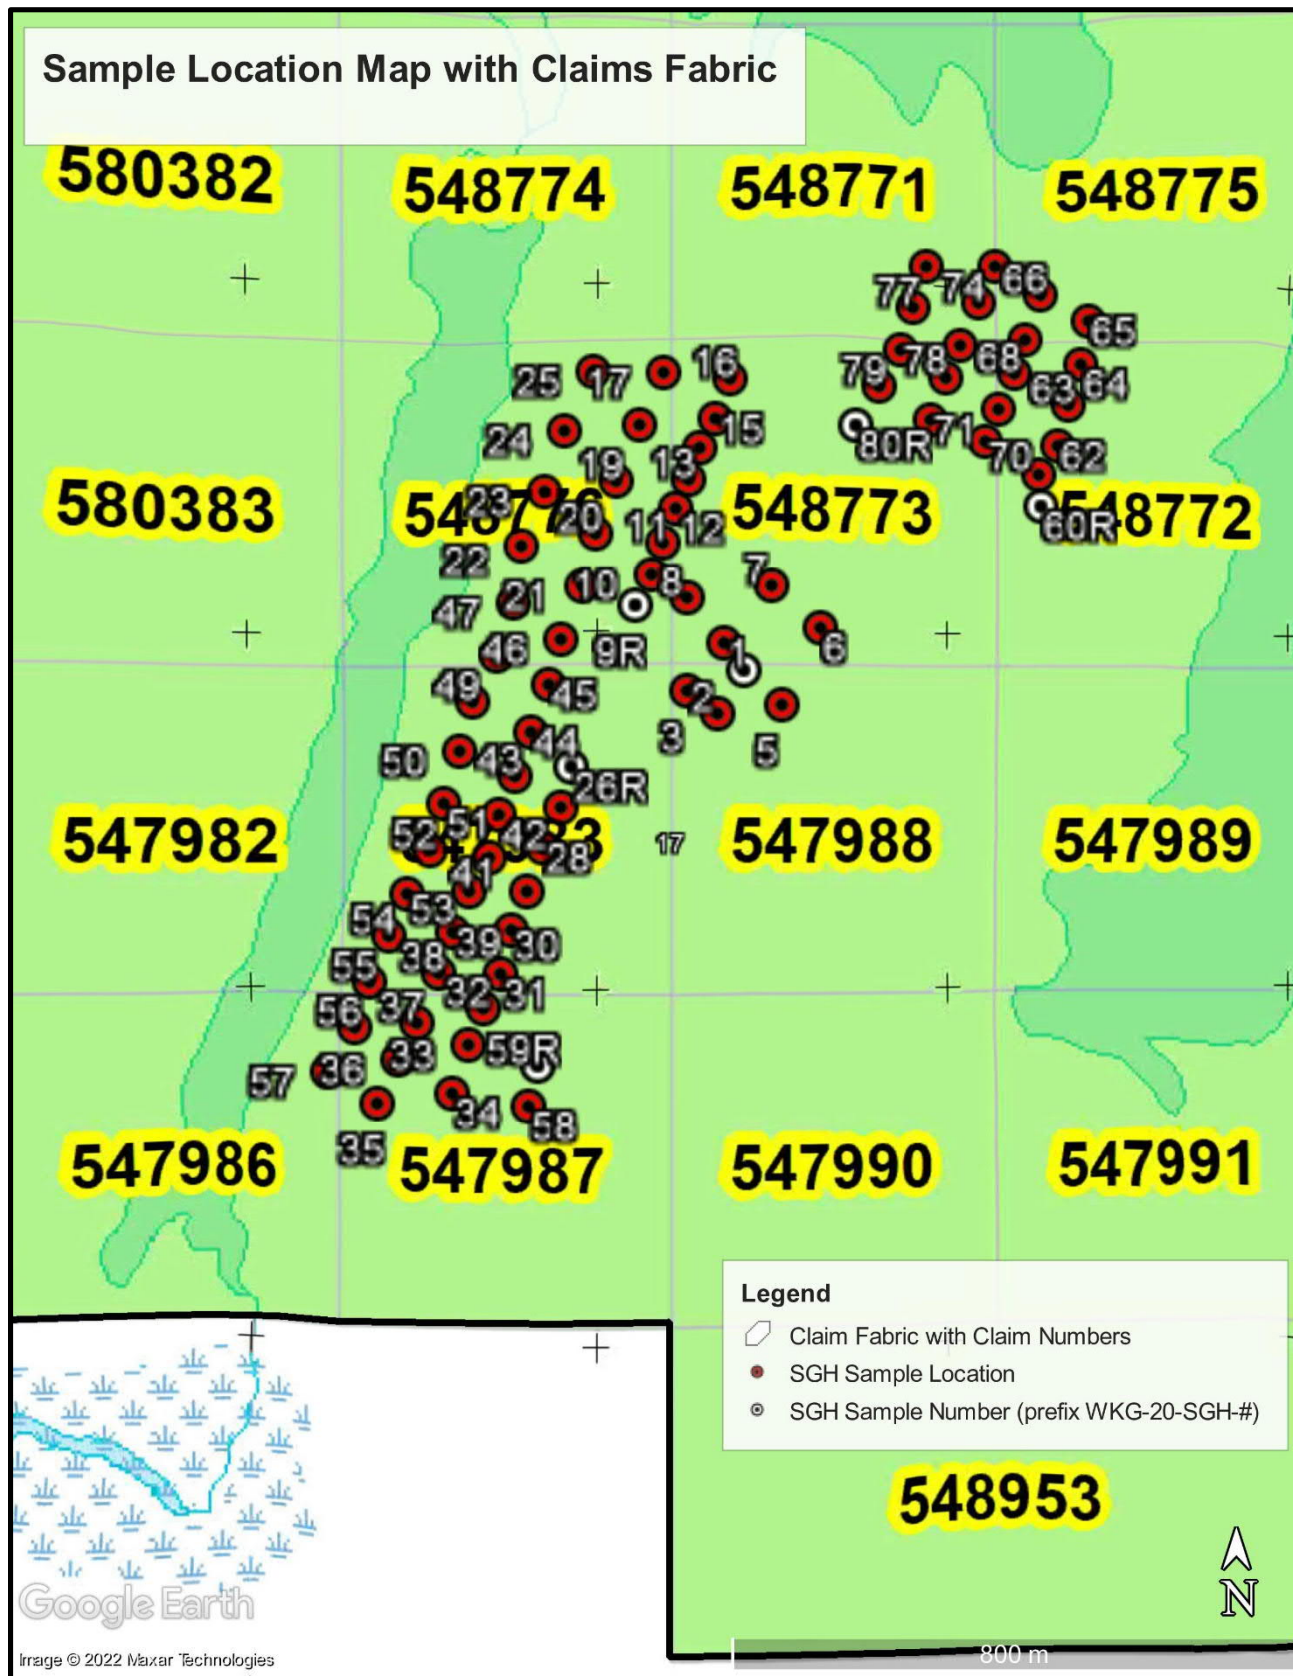 Sample Location Map with Claims Fabric
580382 548774 548771 548775
77 74 66
65
25 17 16 79 78 68 63 64
24 15 80R 71 70 62
19 13
580383 23 20 11 12 548773 60R 548772
22 7
47 21 10 8
46 9R 1 6
49 45 2
3 5
50 43 44
26R
547982 52 51 42 28 17 547988 547989
41
54 53 39 30
55 38 32 31
56 37
57 36 33 59R
34 58
35
547986 547987 547990 547991
Legend
Claim Fabric with Claim Numbers
SGH Sample Location
SGH Sample Number (prefix WKG-20-SGH-#)
548953
N
Google Earth
Image © 2022 Maxar Technologies
800 m